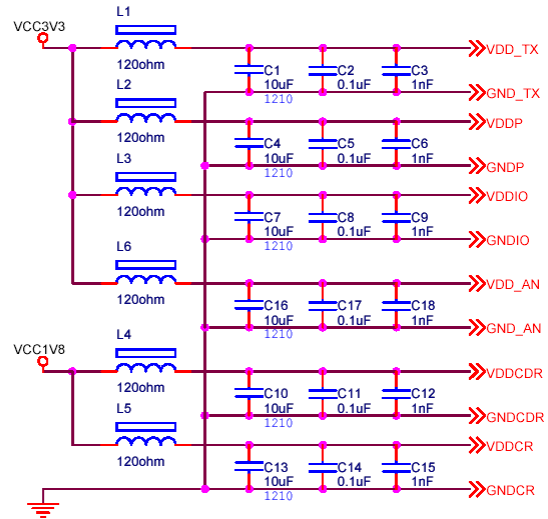 L1
VCC3V3
VDD_TX
120ohm
C1 C2 C3
10uF 0.1uF 1nF
1210
GND_TX
L2
VDDP
120ohm
C4 C5 C6
10uF 0.1uF 1nF
1210
GNDP
L3
VDDIO
120ohm
C7 C8 C9
10uF 0.1uF 1nF
1210
GNDIO
L6
VDD_AN
120ohm
C16 C17 C18
10uF 0.1uF 1nF
1210
GND_AN
L4
VCC1V8
VDDCDR
120ohm
C10 C11 C12
10uF 0.1uF 1nF
1210
GNDCDR
L5
VDDCR
120ohm
C13 C14 C15
10uF 0.1uF 1nF
1210
GNDCR